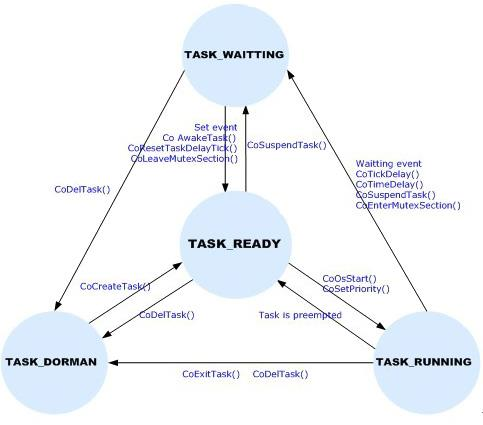 TASK_WAITTING
Set event
Co AwakeTask()
CoResetTaskDelayTick()
CoLeaveMutexSection()
CoSuspendTask()
Waitting event
CoTickDelay()
CoTimeDelay()
CoSuspendTask()
CoEnterMutexSection()
CoDelTask()
TASK_READY
CoCreateTask()
CoDelTask()
CoOsStart()
CoSetPriority()
Task is preempted
TASK_DORMAN
TASK_RUNNING
CoExitTask() CoDelTask()